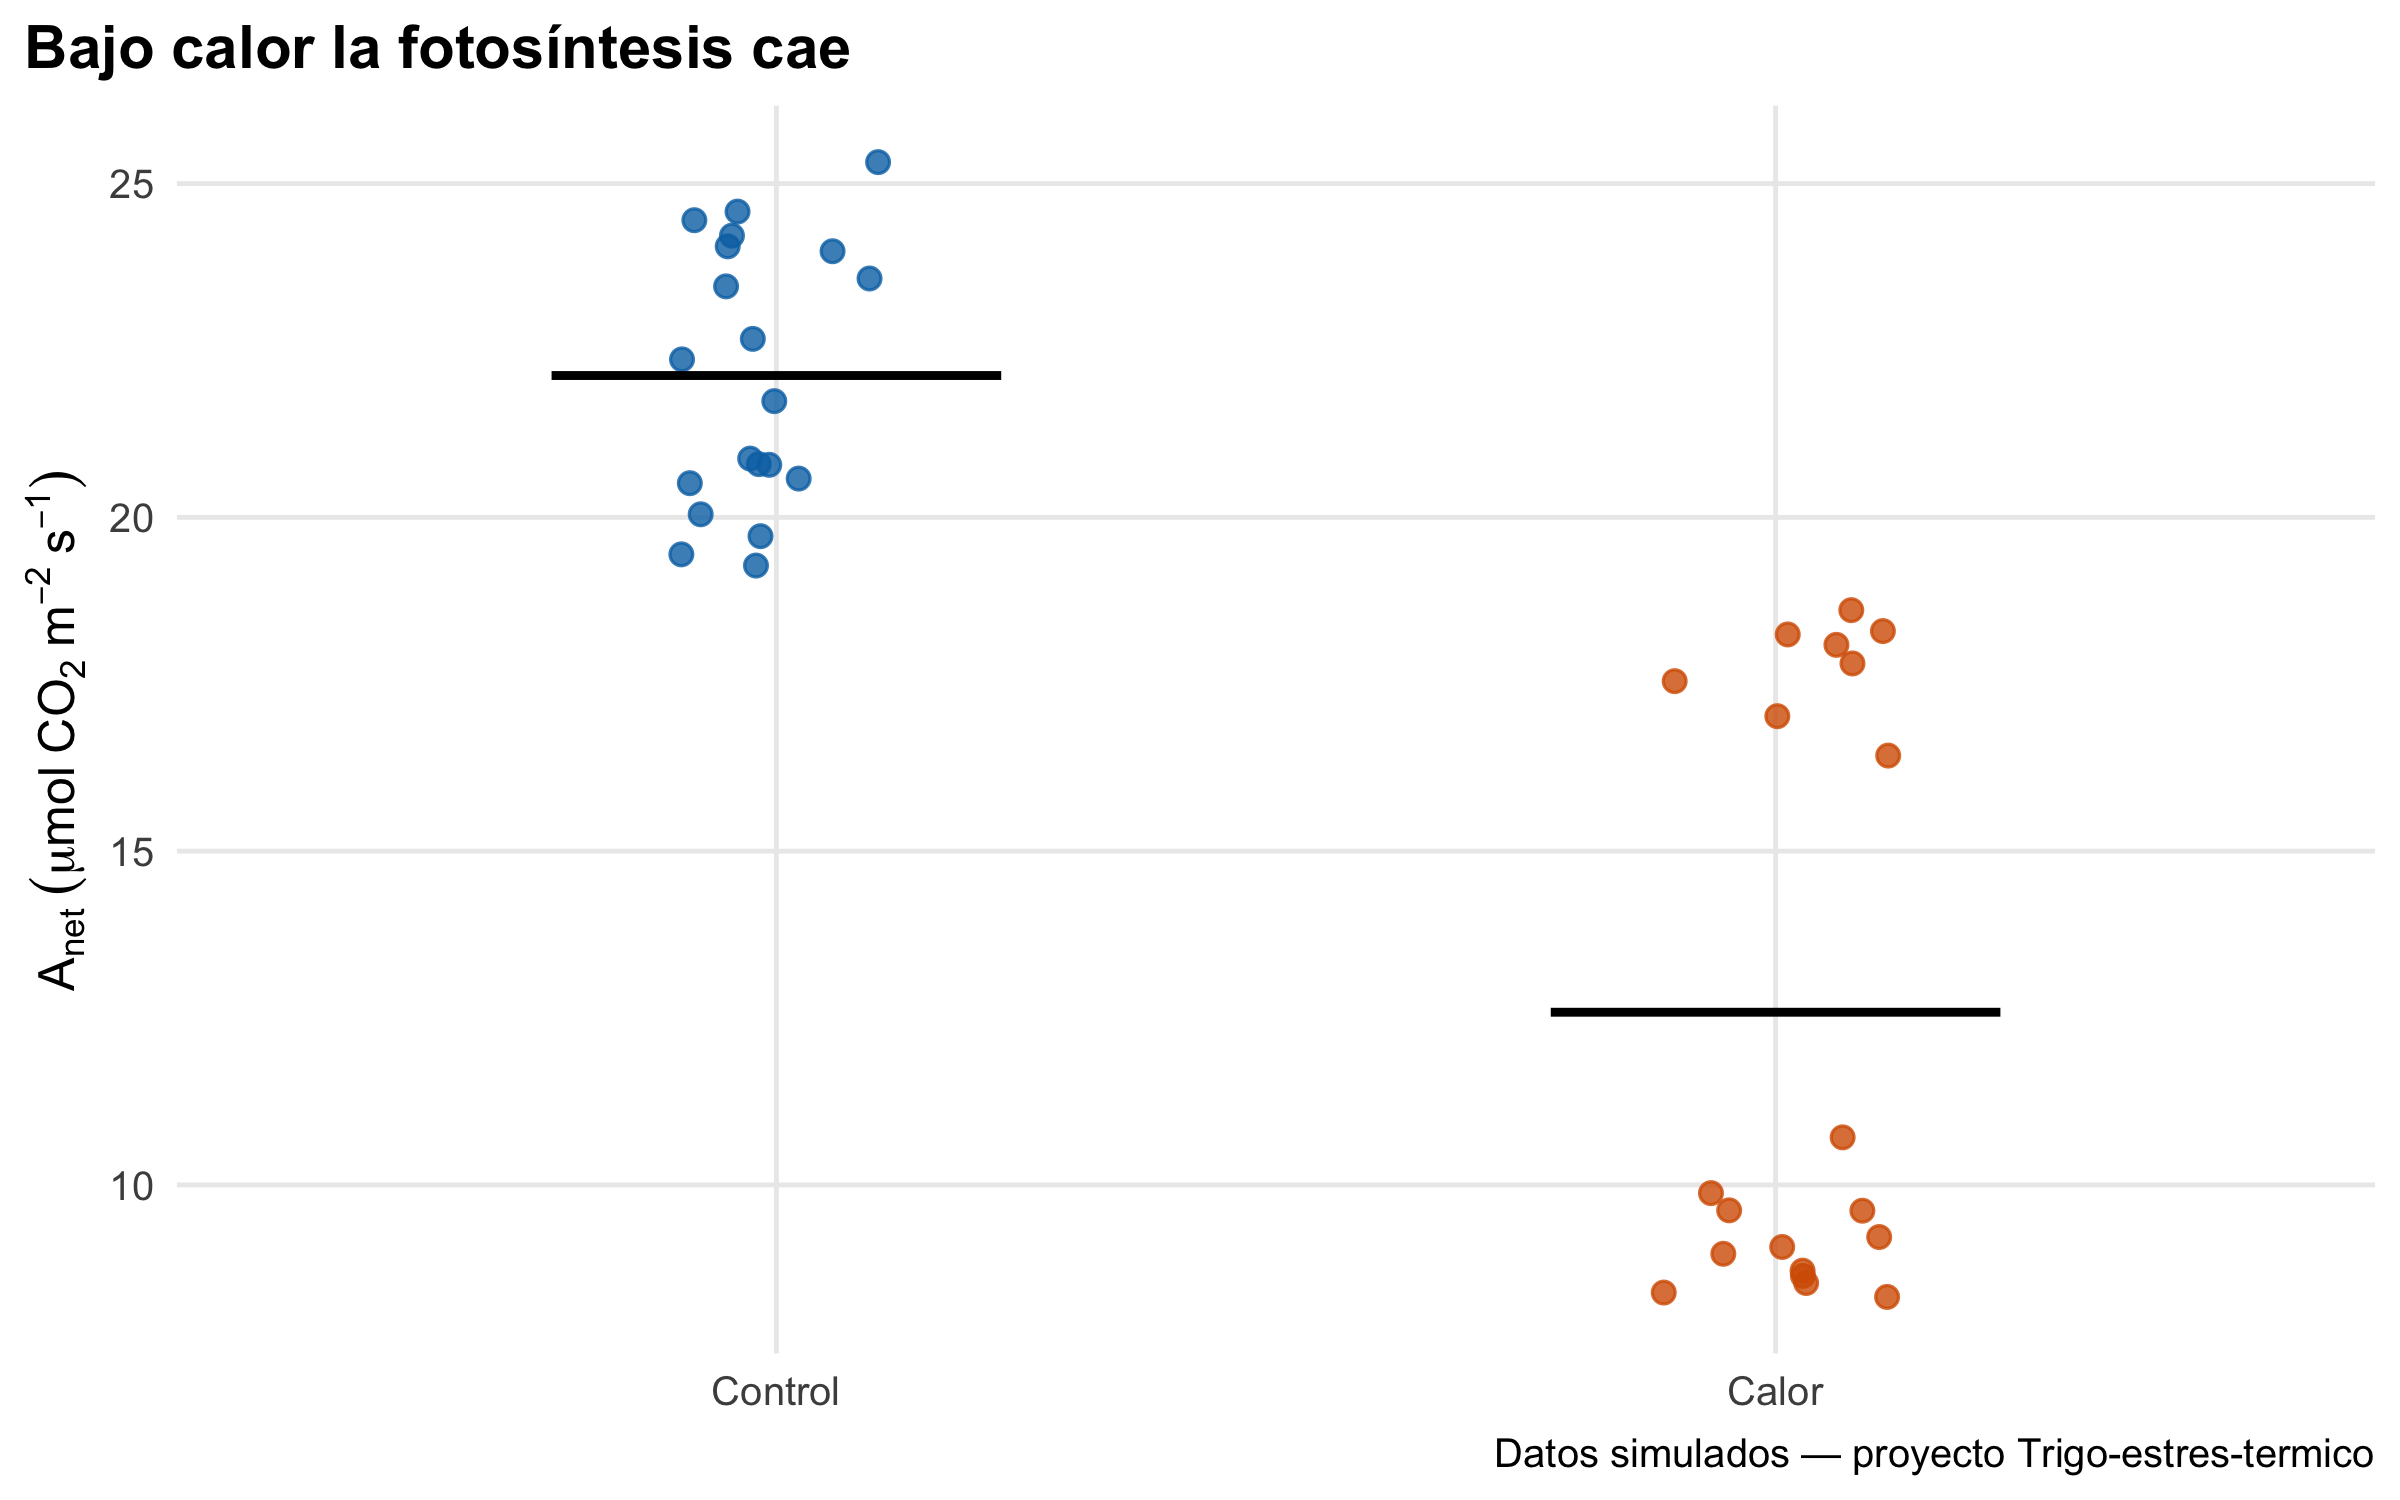 Bajo calor la fotosíntesis cae
A_net (μmol CO₂ m⁻² s⁻¹)
25
20
15
10
Control
Calor
Datos simulados — proyecto Trigo-estres-termico